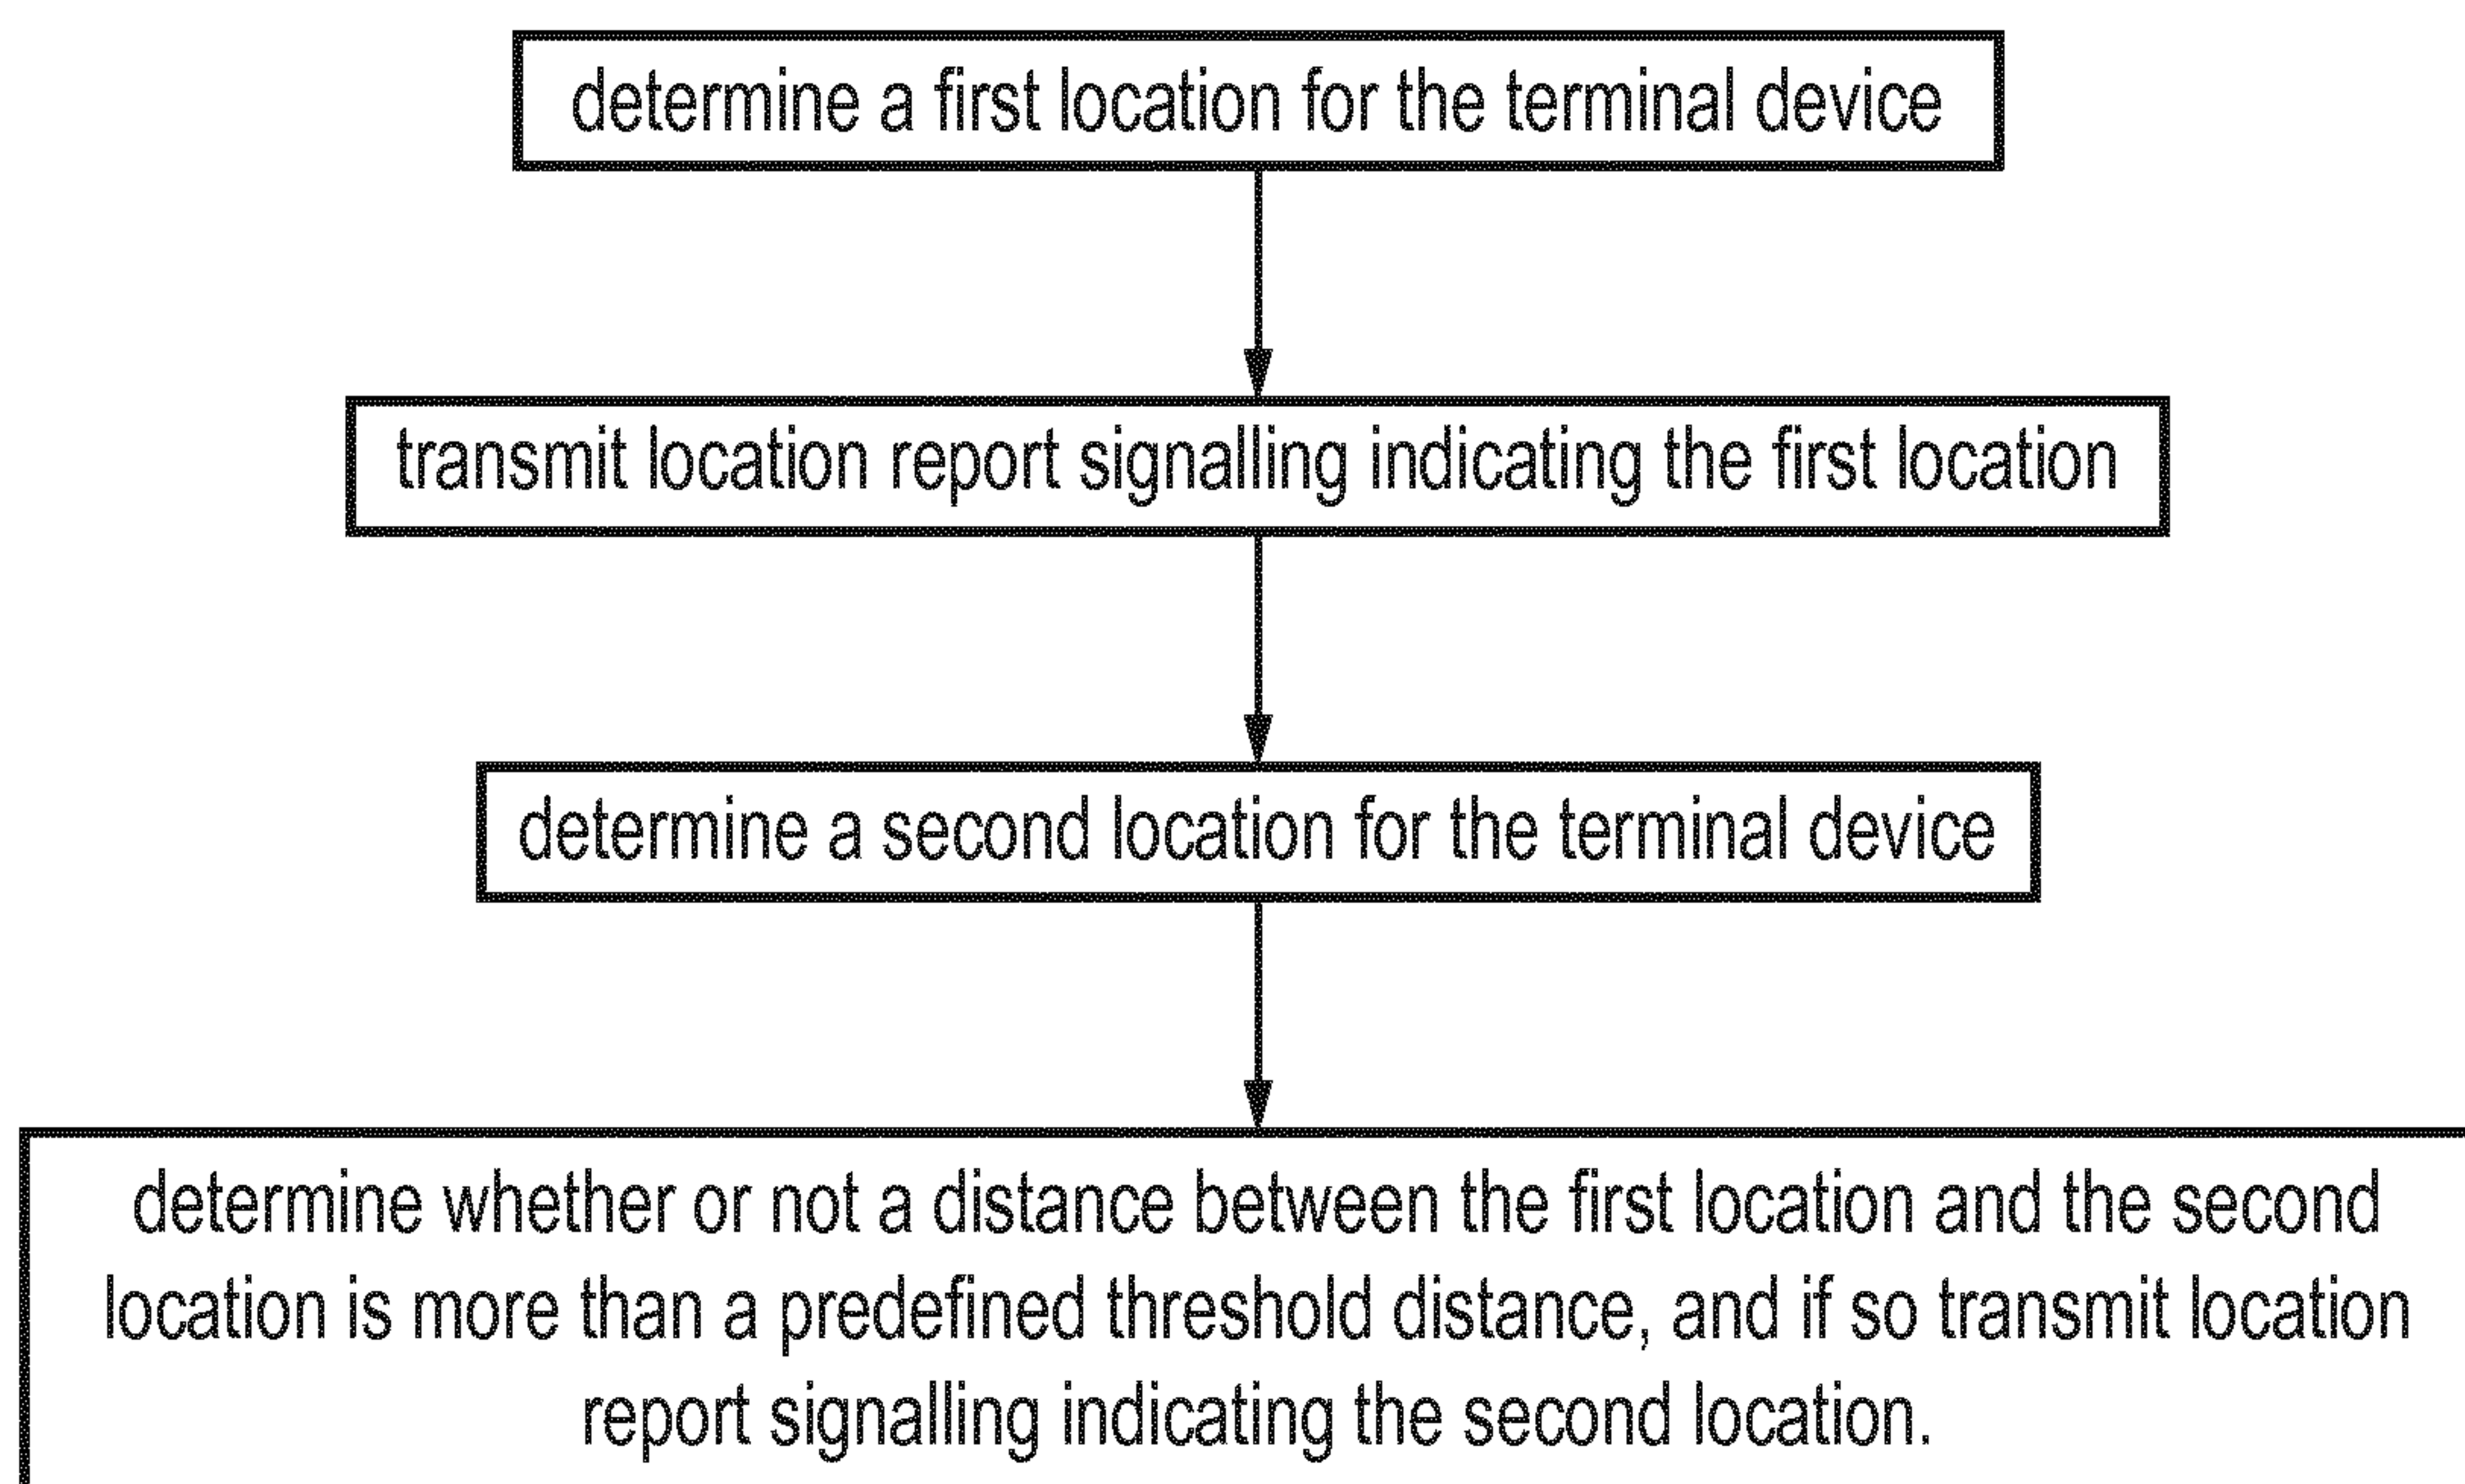 determine a first location for the terminal device
transmit location report signalling indicating the first location
determine a second location for the terminal device
determine whether or not a distance between the first location and the second
location is more than a predefined threshold distance, and if so transmit location
report signalling indicating the second location.